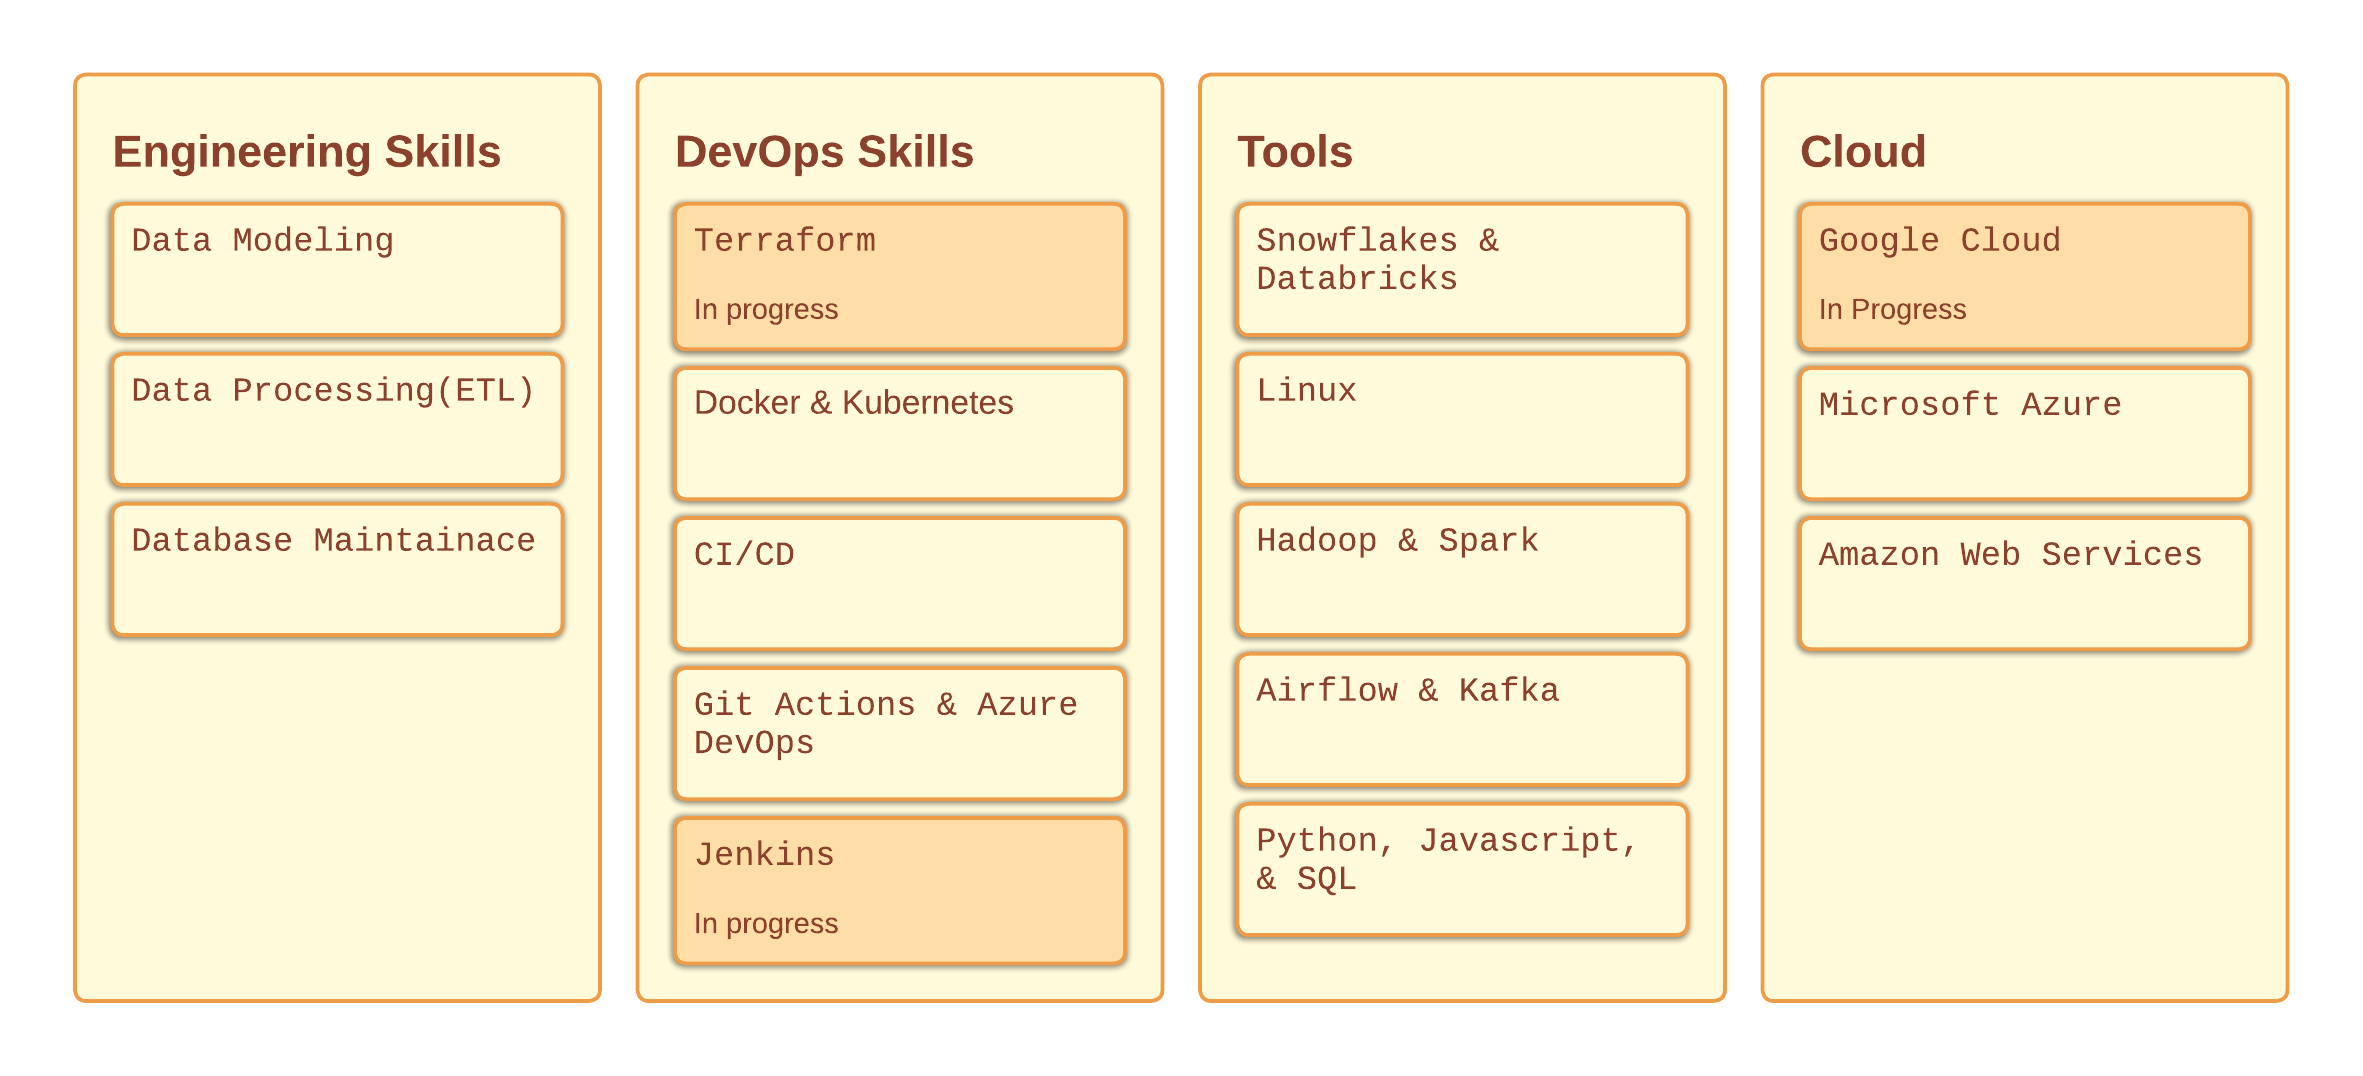 Engineering Skills
Data Modeling
Data Processing(ETL)
Database Maintainace
DevOps Skills
Terraform
In progress
Docker & Kubernetes
CI/CD
Git Actions & Azure
DevOps
Jenkins
In progress
Tools
Snowflakes &
Databricks
Linux
Hadoop & Spark
Airflow & Kafka
Python, Javascript,
& SQL
Cloud
Google Cloud
In Progress
Microsoft Azure
Amazon Web Services